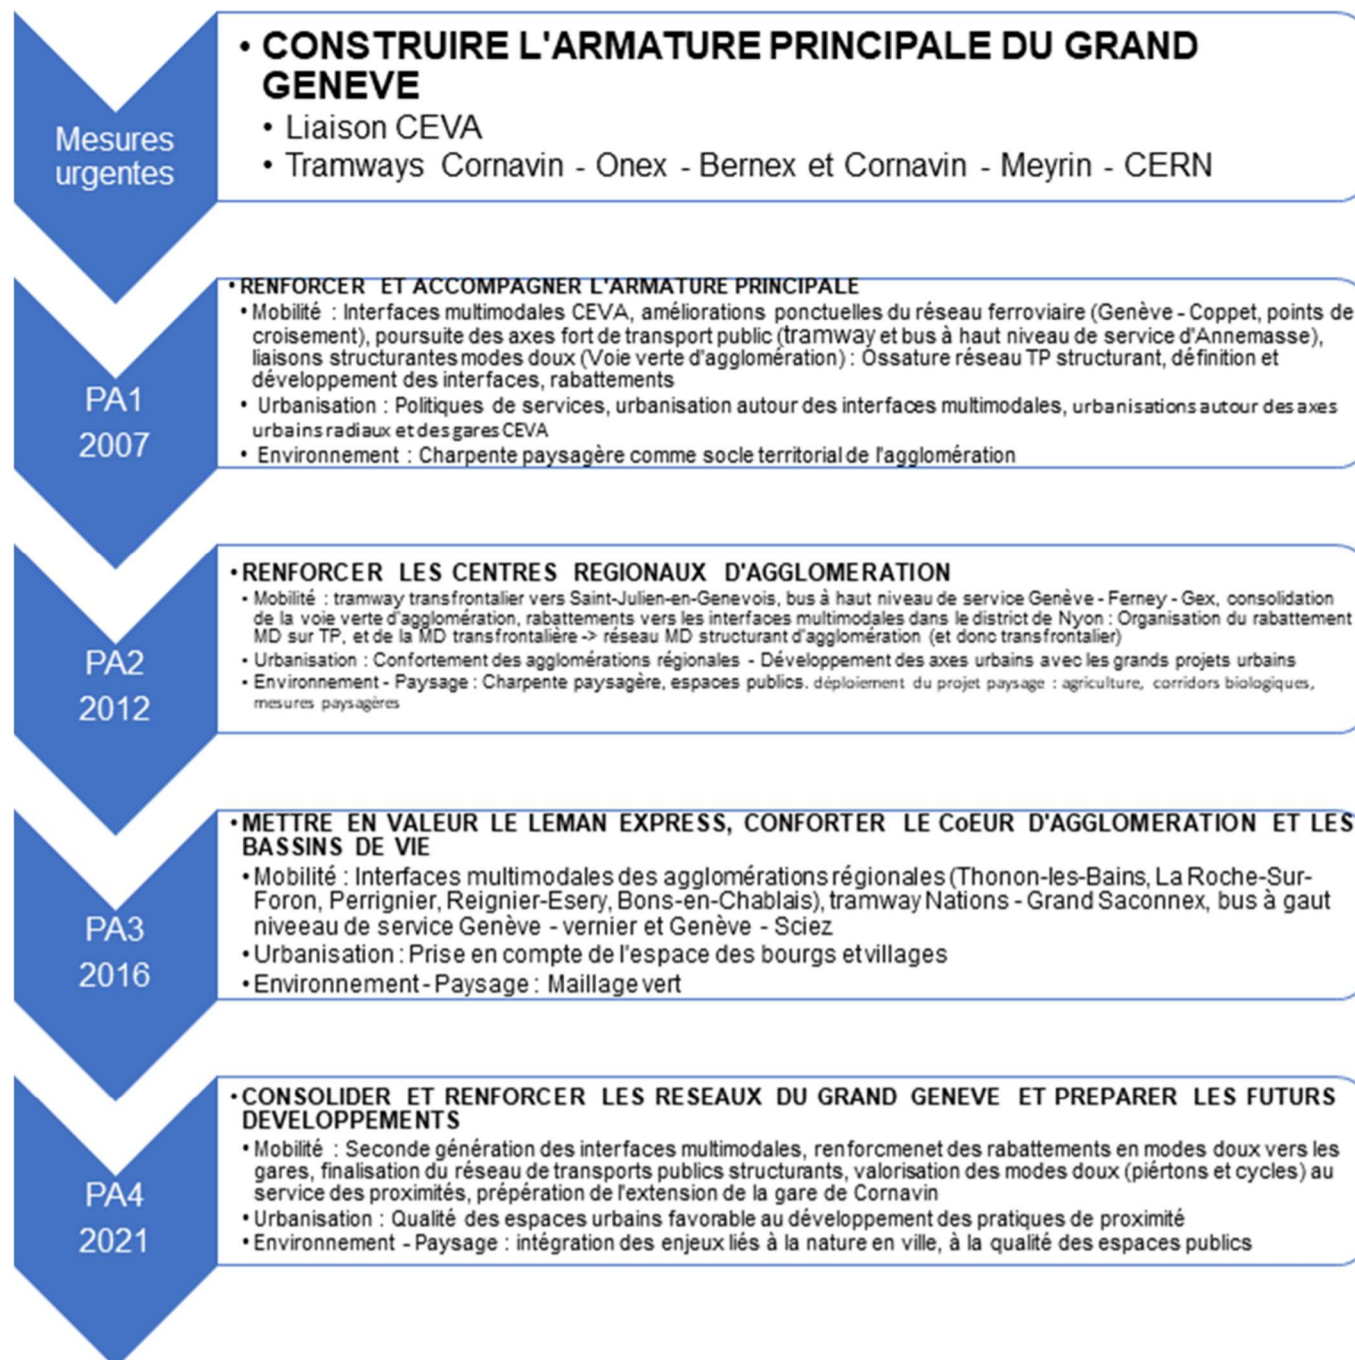 Mesures
urgentes
• CONSTRUIRE L'ARMATURE PRINCIPALE DU GRAND
GENEVE
• Liaison CEVA
• Tramways Cornavin - Onex - Bernex et Cornavin - Meyrin - CERN
PA1
2007
• RENFORCER ET ACCOMPAGNER L'ARMATURE PRINCIPALE
• Mobilité : Interfaces multimodales CEVA, améliorations ponctuelles du réseau ferroviaire (Genève - Coppet, points de
croisement), poursuite des axes fort de transport public (tramway et bus à haut niveau de service d'Annemasse),
liaisons structurantes modes doux (Voie verte d'agglomération) : Ossature réseau TP structurant, définition et
développement des interfaces, rabattements
• Urbanisation : Politiques de services, urbanisation autour des interfaces multimodales, urbanisations autour des axes
urbains radiaux et des gares CEVA
• Environnement : Charpente paysagère comme socle territorial de l'agglomération
PA2
2012
• RENFORCER LES CENTRES REGIONAUX D'AGGLOMERATION
• Mobilité : tramway transfrontalier vers Saint-Julien-en-Genevois, bus à haut niveau de service Genève - Ferney - Gex, consolidation
de la voie verte d'agglomération, rabattements vers les interfaces multimodales dans le district de Nyon : Organisation du rabattement
MD sur TP, et de la MD transfrontalière -> réseau MD structurant d'agglomération (et donc transfrontalier)
• Urbanisation : Confortement des agglomérations régionales - Développement des axes urbains avec les grands projets urbains
• Environnement - Paysage : Charpente paysagère, espaces publics. déploiement du projet paysage : agriculture, corridors biologiques,
mesures paysagères
PA3
2016
• METTRE EN VALEUR LE LEMAN EXPRESS, CONFORTER LE CoEUR D'AGGLOMERATION ET LES
BASSINS DE VIE
• Mobilité : Interfaces multimodales des agglomérations régionales (Thonon-les-Bains, La Roche-Sur-
Foron, Perrignier, Reignier-Esery, Bons-en-Chablais), tramway Nations - Grand Saconnex, bus à gaut
niveeau de service Genève - vernier et Genève - Sciez
• Urbanisation : Prise en compte de l'espace des bourgs et villages
• Environnement - Paysage : Maillage vert
PA4
2021
• CONSOLIDER ET RENFORCER LES RESEAUX DU GRAND GENEVE ET PREPARER LES FUTURS
DEVELOPPEMENTS
• Mobilité : Seconde génération des interfaces multimodales, renforcmenet des rabattements en modes doux vers les
gares, finalisation du réseau de transports publics structurants, valorisation des modes doux (piértons et cycles) au
service des proximités, prépération de l'extension de la gare de Cornavin
• Urbanisation : Qualité des espaces urbains favorable au développement des pratiques de proximité
• Environnement - Paysage : intégration des enjeux liés à la nature en ville, à la qualité des espaces publics